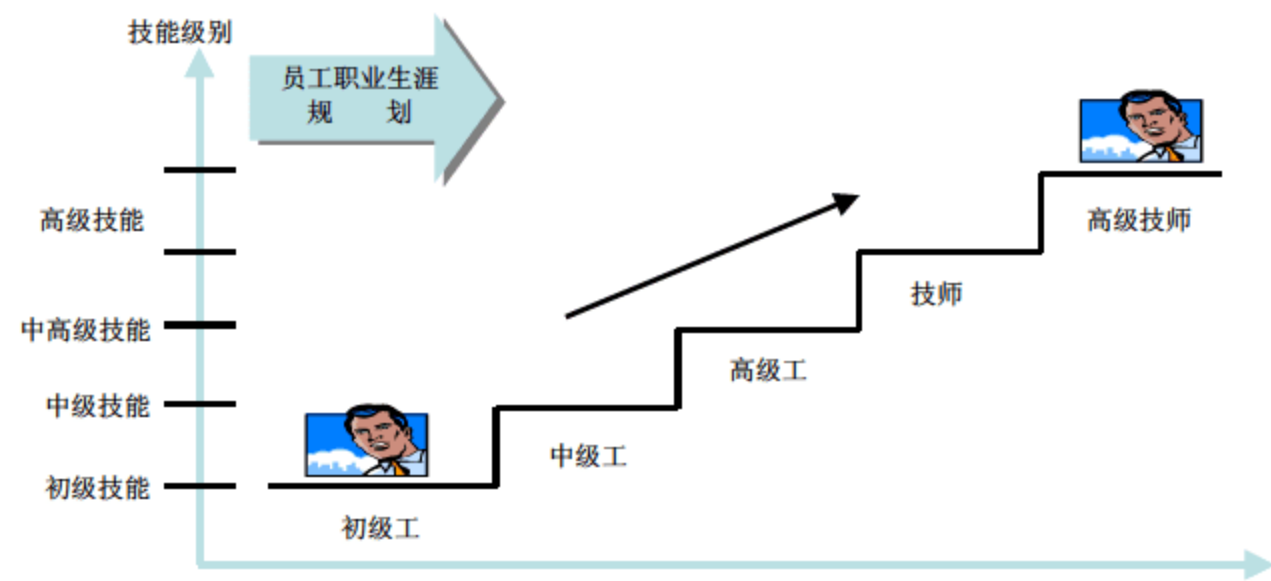 技能级别
员工职业生涯
规 划
高级技能
高级技师
技师
中高级技能
高级工
中级技能
中级工
初级技能
初级工